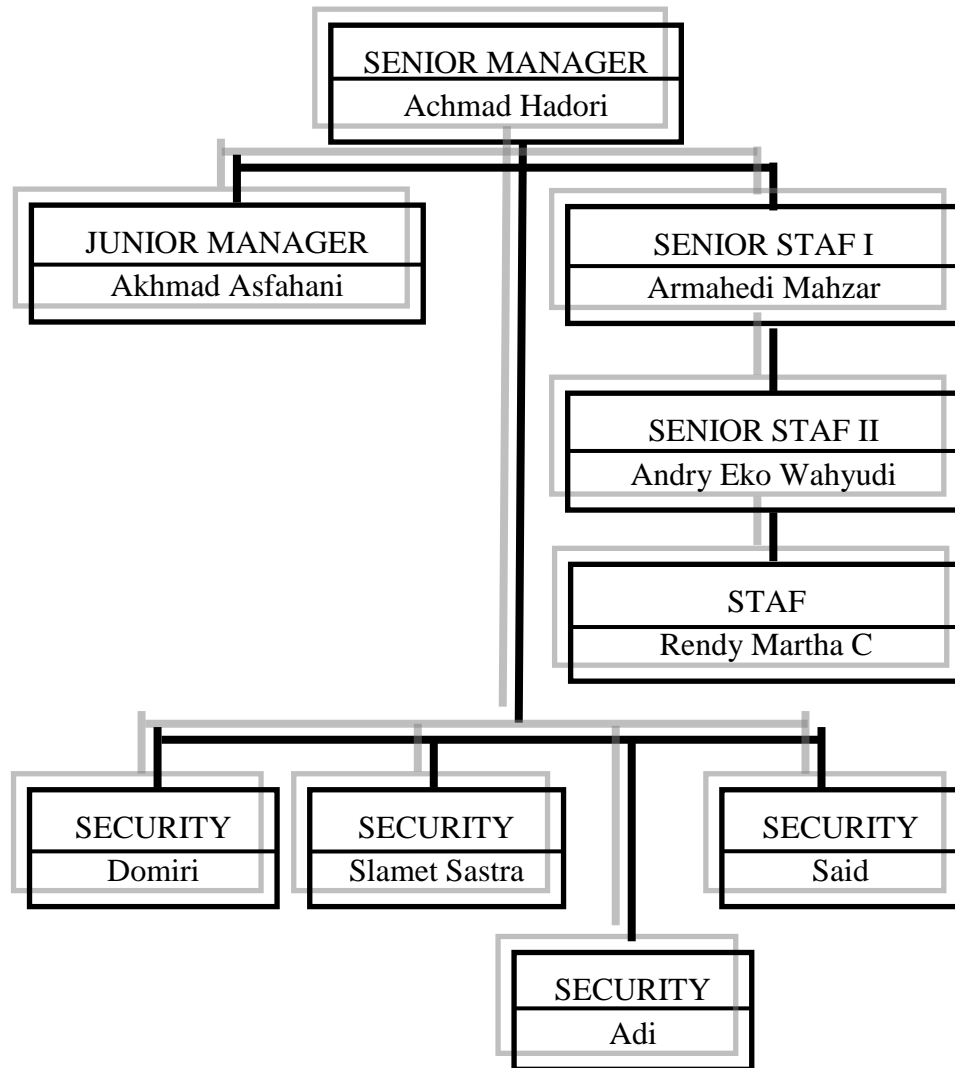 SENIOR MANAGER
Achmad Hadori
JUNIOR MANAGER
Akhmad Asfahani
SENIOR STAF I
Armahedi Mahzar
SENIOR STAF II
Andry Eko Wahyudi
STAF
Rendy Martha C
SECURITY
Domiri
SECURITY
Slamet Sastra
SECURITY
Said
SECURITY
Adi